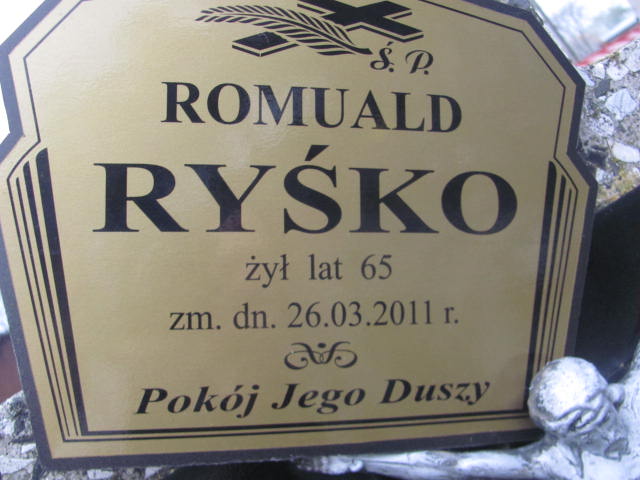 Ś. P.
ROMUALD
RYŚKO
żył lat 65
zm. dn. 26.03.2011 r.
Pokój Jego Duszy